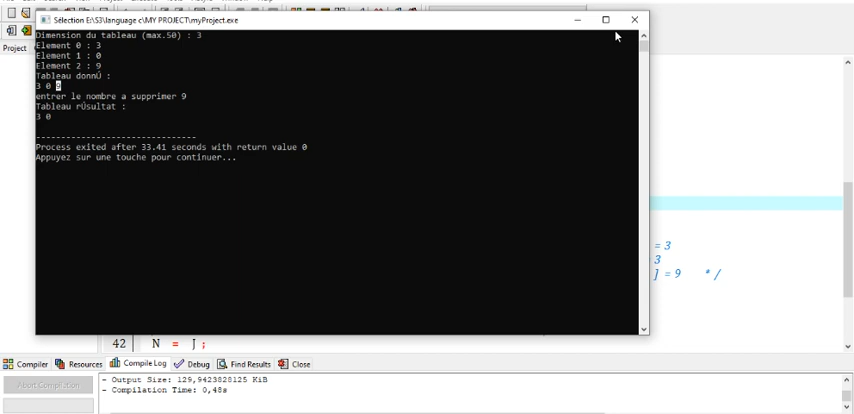 Sélection E:\S3\language c\MY PROJECT\myProject.exe
Project
Dimension du tableau (max.50) : 3
Element 0 : 3
Element 1 : 0
Element 2 : 9
Tableau donnÚ :
3 0 9
entrer le nombre a supprimer 9
Tableau rÚsultat :
3 0
--------------------------------
Process exited after 33.41 seconds with return value 0
Appuyez sur une touche pour continuer...
= 3
3
] = 9 */
42 N = J ;
Compiler Resources Compile Log Debug Find Results Close
Abort Compilation
- Output Size: 129,9423828125 KiB
- Compilation Time: 0,48s